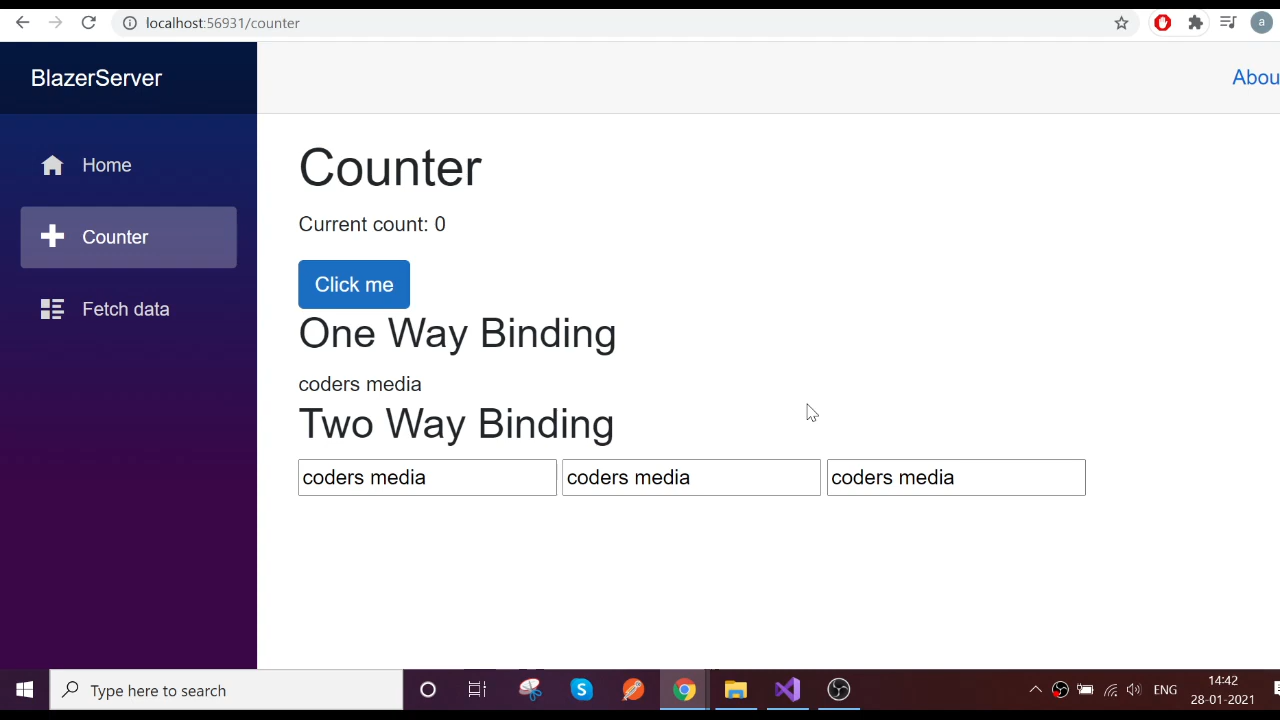 localhost:56931/counter
a
BlazerServer
Abou
Home
Counter
Fetch data
Counter
Current count: 0
Click me
One Way Binding
coders media
Two Way Binding
coders media coders media coders media
Type here to search
ENG
14:42
28-01-2021